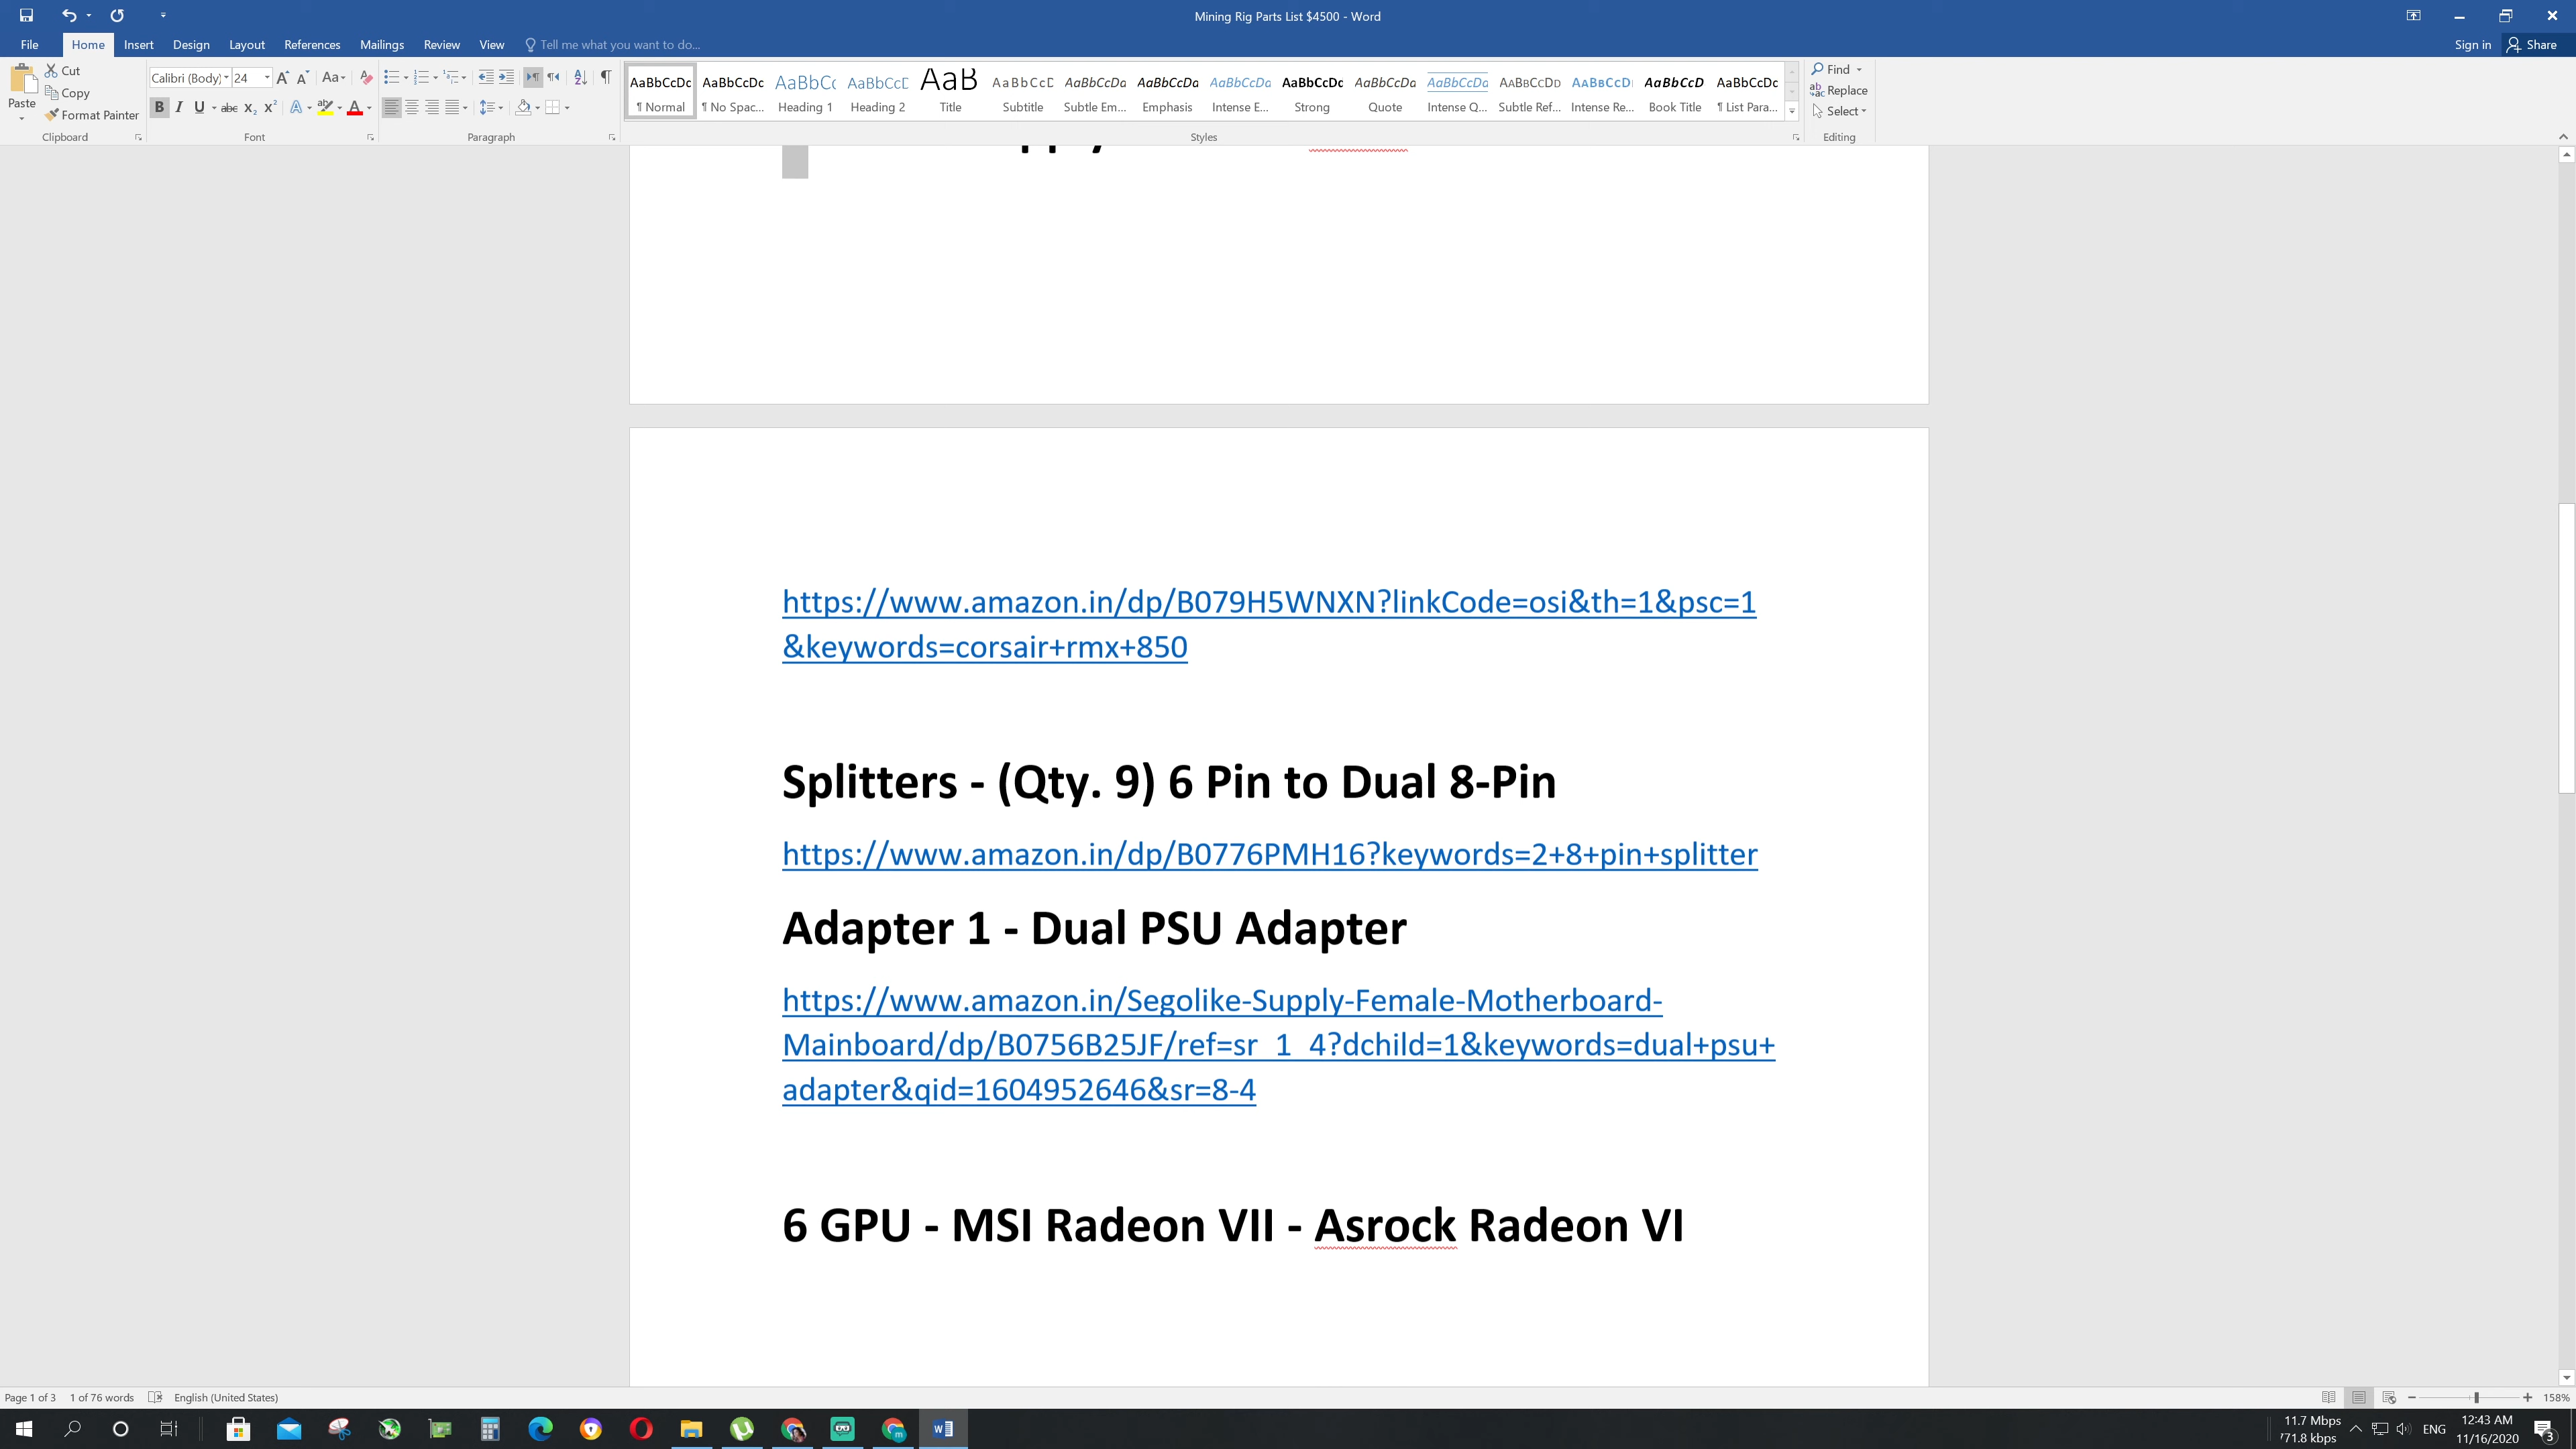 Mining Rig Parts List $4500 - Word
File Home Insert Design Layout References Mailings Review View Tell me what you want to do... Sign in Share
Paste Cut Copy Format Painter
Clipboard
Calibri (Body) 24
Font
Paragraph
AaBbCcDc AaBbCcDc AaBbCc AaBbCcD AaB AaBbCcD AaBbCcDa AaBbCcDa AaBbCcDa AaBbCcDc AaBbCcDa AaBbCcDa AaBbCcDd AaBbCcD AaBbCcD AaBbCcDc
¶ Normal ¶ No Spac... Heading 1 Heading 2 Title Subtitle Subtle Em... Emphasis Intense E... Strong Quote Intense Q... Subtle Ref... Intense Re... Book Title ¶ List Para...
Styles
Find
Replace
Select
Editing
https://www.amazon.in/dp/B079H5WNXN?linkCode=osi&th=1&psc=1
&keywords=corsair+rmx+850
Splitters - (Qty. 9) 6 Pin to Dual 8-Pin
https://www.amazon.in/dp/B0776PMH16?keywords=2+8+pin+splitter
Adapter 1 - Dual PSU Adapter
https://www.amazon.in/Segolike-Supply-Female-Motherboard-
Mainboard/dp/B0756B25JF/ref=sr_1_4?dchild=1&keywords=dual+psu+
adapter&qid=1604952646&sr=8-4
6 GPU - MSI Radeon VII - Asrock Radeon VI
Page 1 of 3 1 of 76 words English (United States) 158%
11.7 Mbps
771.8 kbps
ENG
12:43 AM
11/16/2020
3